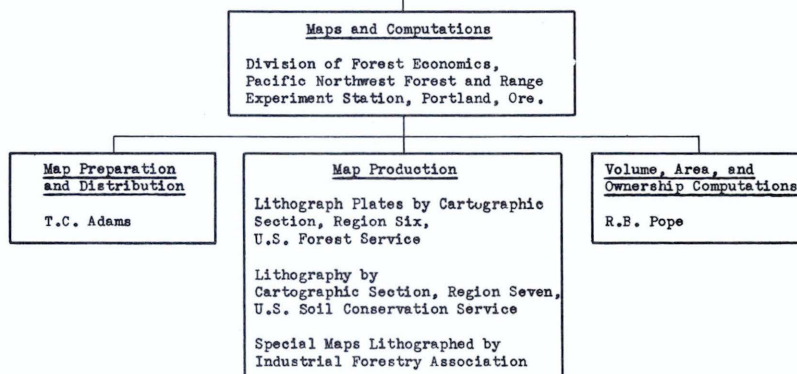 Maps and Computations
Division of Forest Economics,
Pacific Northwest Forest and Range
Experiment Station, Portland, Ore.
Map Preparation
and Distribution
T.C. Adams
Map Production
Lithograph Plates by Cartographic
Section, Region Six,
U.S. Forest Service
Lithography by
Cartographic Section, Region Seven,
U.S. Soil Conservation Service
Special Maps Lithographed by
Industrial Forestry Association
Volume, Area, and
Ownership Computations
R.B. Pope